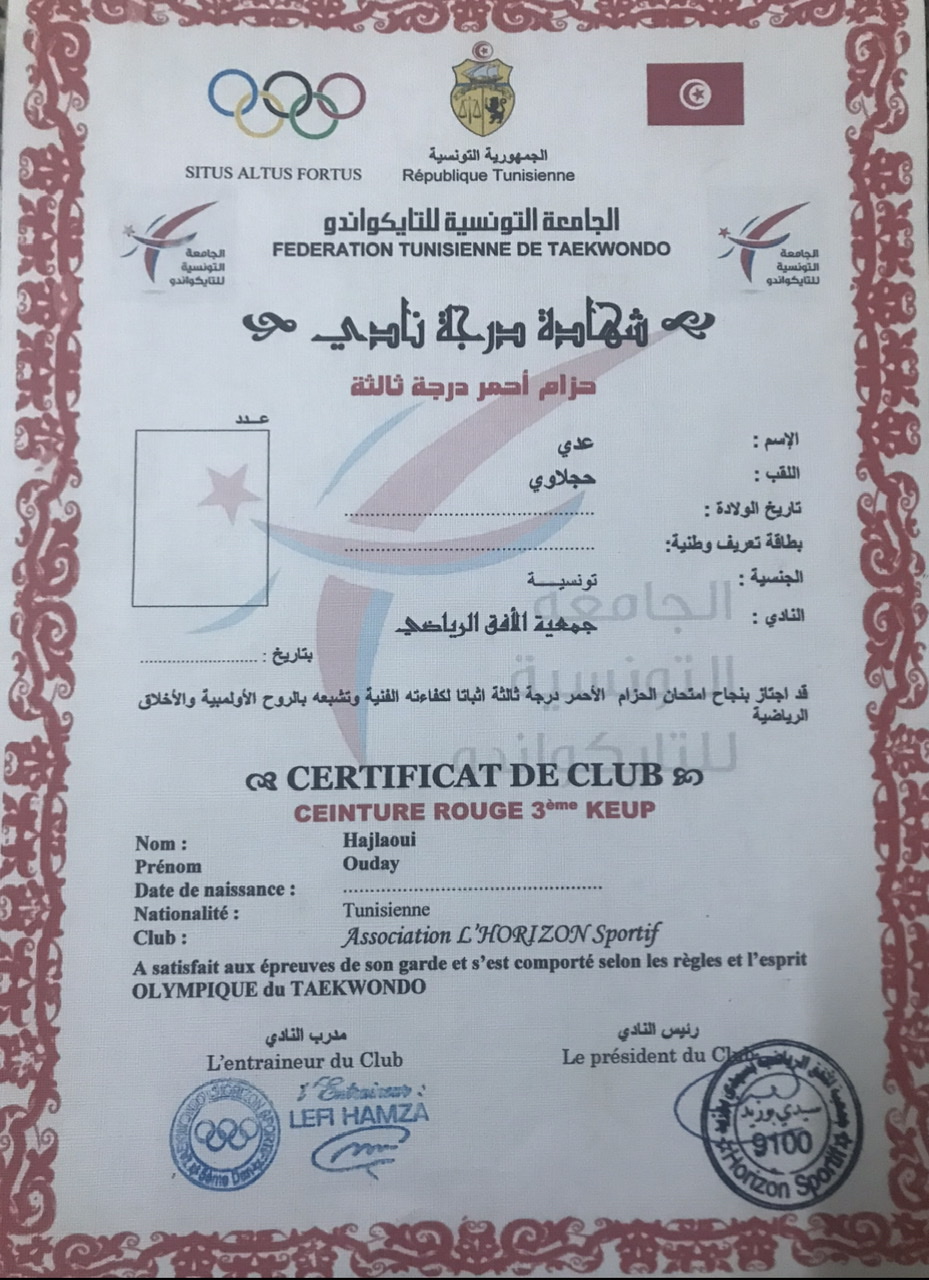 SITUS ALTUS FORTUS
الجمهورية التونسية
République Tunisienne
الجامعة التونسية للتايكواندو
FEDERATION TUNISIENNE DE TAEKWONDO
الجامعة
التونسية
للتايكواندو
الجامعة
التونسية
للتايكواندو
شهادة درجة نادي
حزام أحمر درجة ثالثة
عــدد
الإسم : عدي
اللقب : حجلاوي
تاريخ الولادة : ............................................
بطاقة تعريف وطنية: ............................................
الجنسية : تونسيــــة
النادي : جمعية الأفق الرياضي
بتاريخ : ........................
الجامعة
التونسية
للتايكواندو
قد اجتاز بنجاح امتحان الحزام الأحمر درجة ثالثة اثباتا لكفاءته الفنية وتشبعه بالروح الأولمبية والأخلاق
الرياضية
CERTIFICAT DE CLUB
CEINTURE ROUGE 3ème KEUP
Nom : Hajlaoui
Prénom Ouday
Date de naissance : ................................................
Nationalité : Tunisienne
Club : Association L'HORIZON Sportif
A satisfait aux épreuves de son garde et s'est comporté selon les règles et l'esprit
OLYMPIQUE du TAEKWONDO
مدرب النادي
رئيس النادي
L'entraineur du Club
Le président du Club
Entraineur :
LEFI HAMZA
سيدي بوزيد
9100
Horizon Sportif